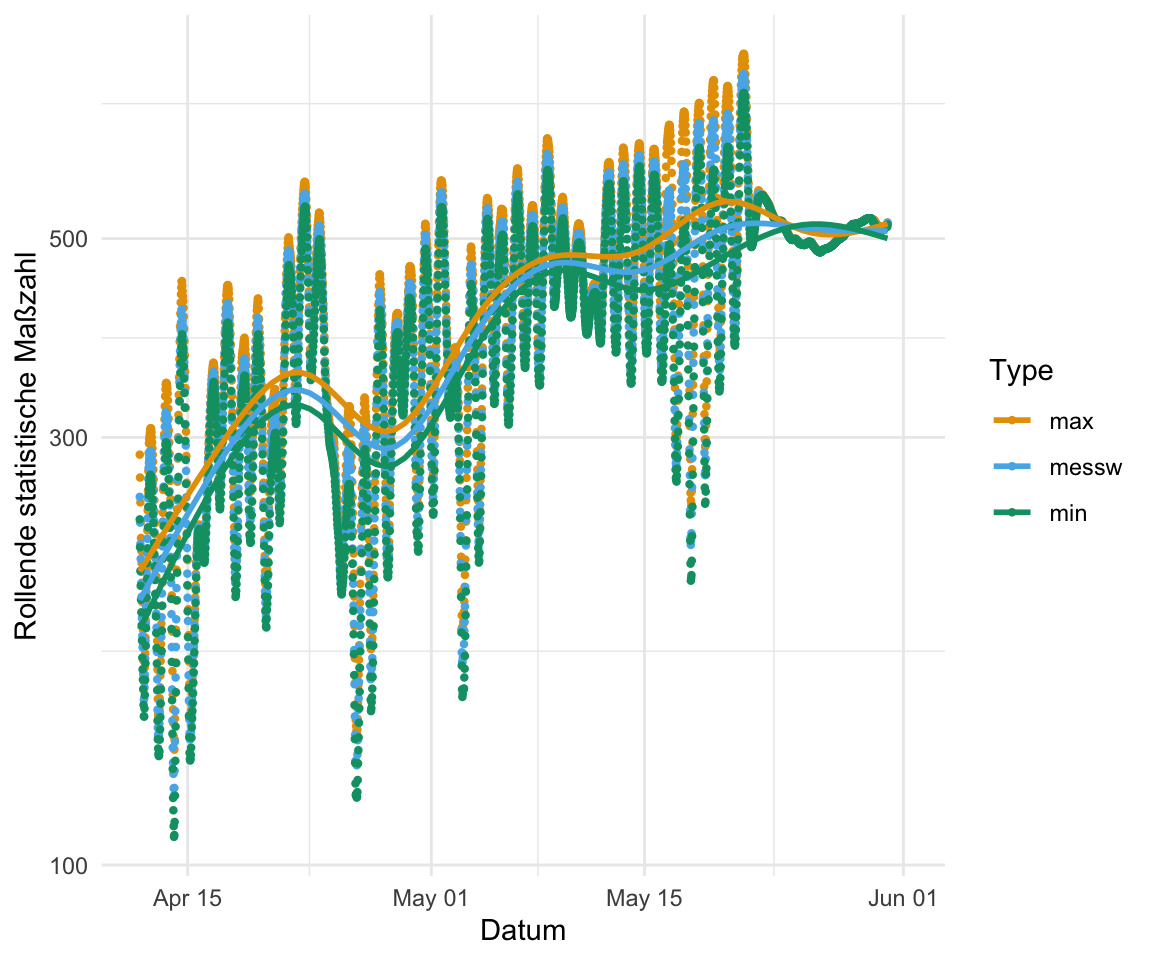 Rollende statistische Maßzahl
500
300
100
Apr 15
May 01
May 15
Jun 01
Datum
Type
max
messw
min